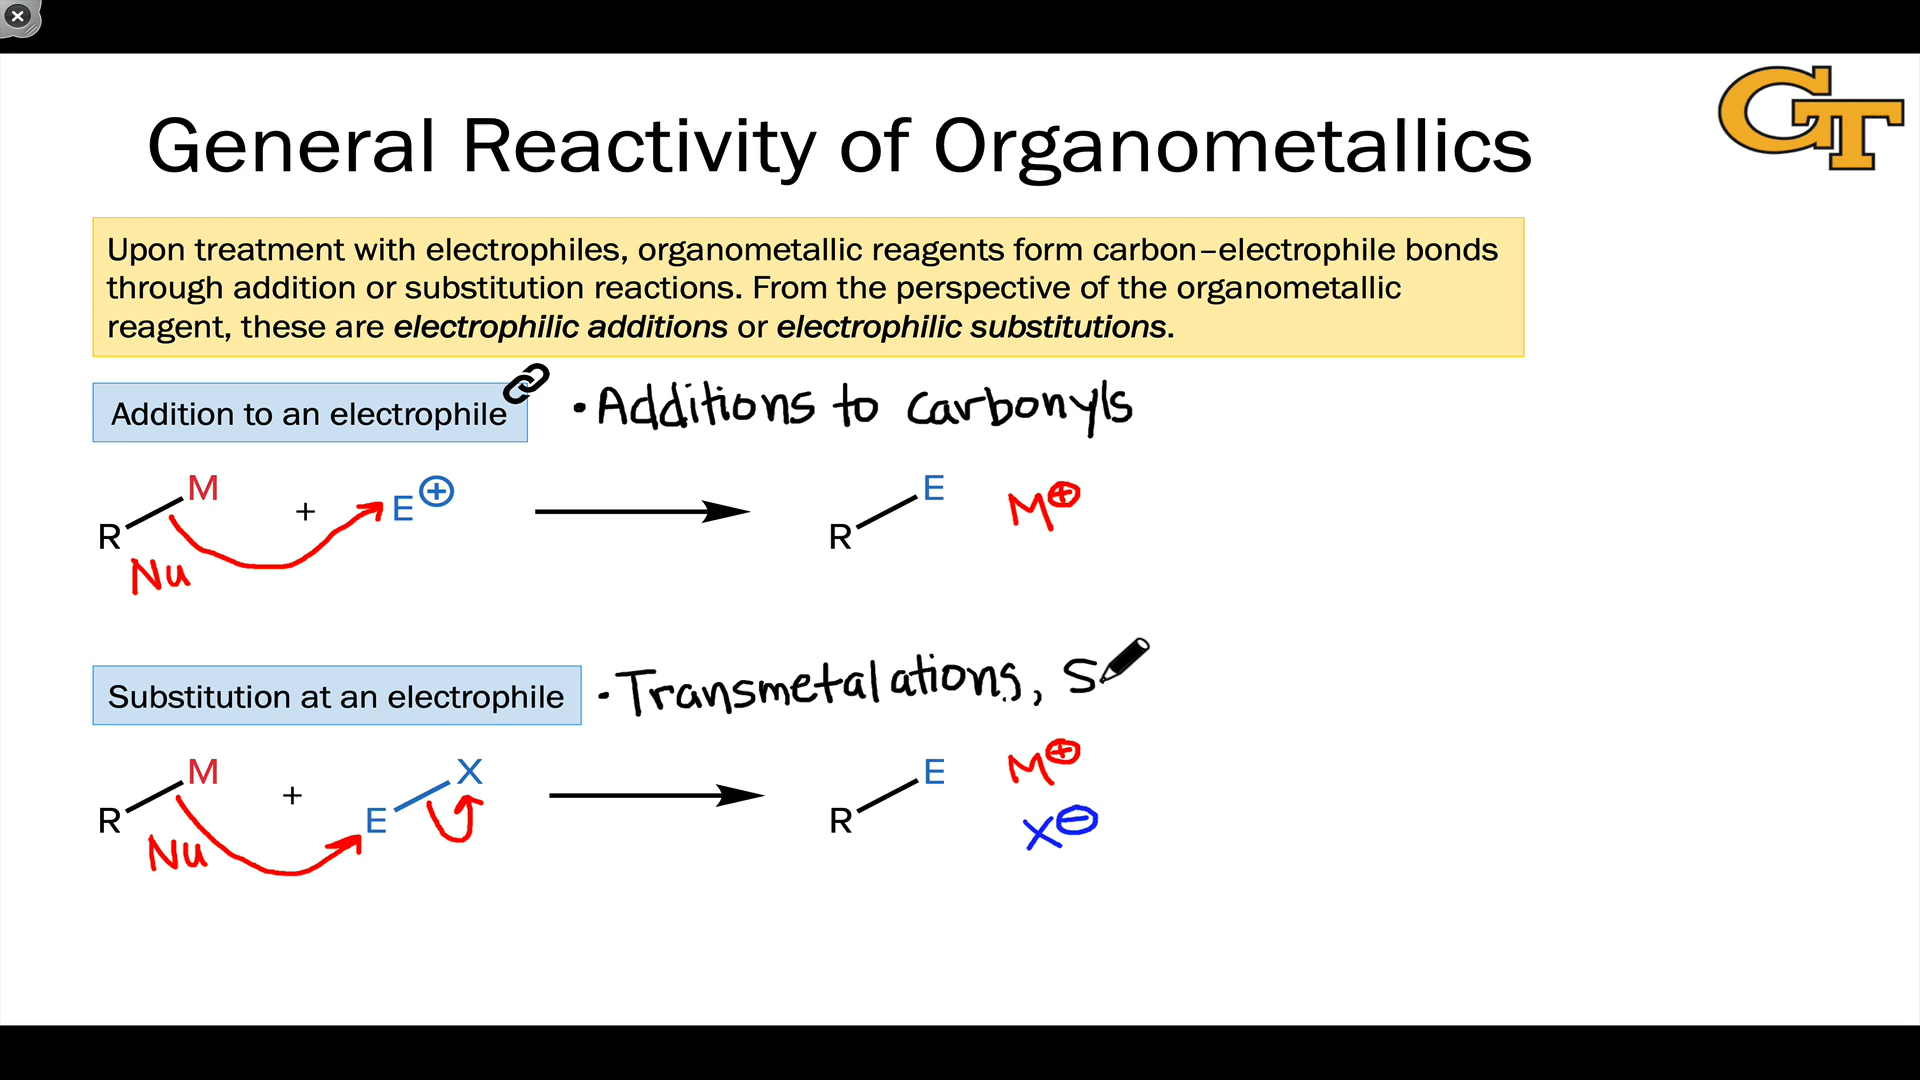 General Reactivity of Organometallics
GT
Upon treatment with electrophiles, organometallic reagents form carbon–electrophile bonds
through addition or substitution reactions. From the perspective of the organometallic
reagent, these are electrophilic additions or electrophilic substitutions.
Addition to an electrophile
• Additions to carbonyls
R M + E⊕ R E M⊕
Nu
Substitution at an electrophile
• Transmetalations, S
R M + E X R E M⊕
Nu X⊖